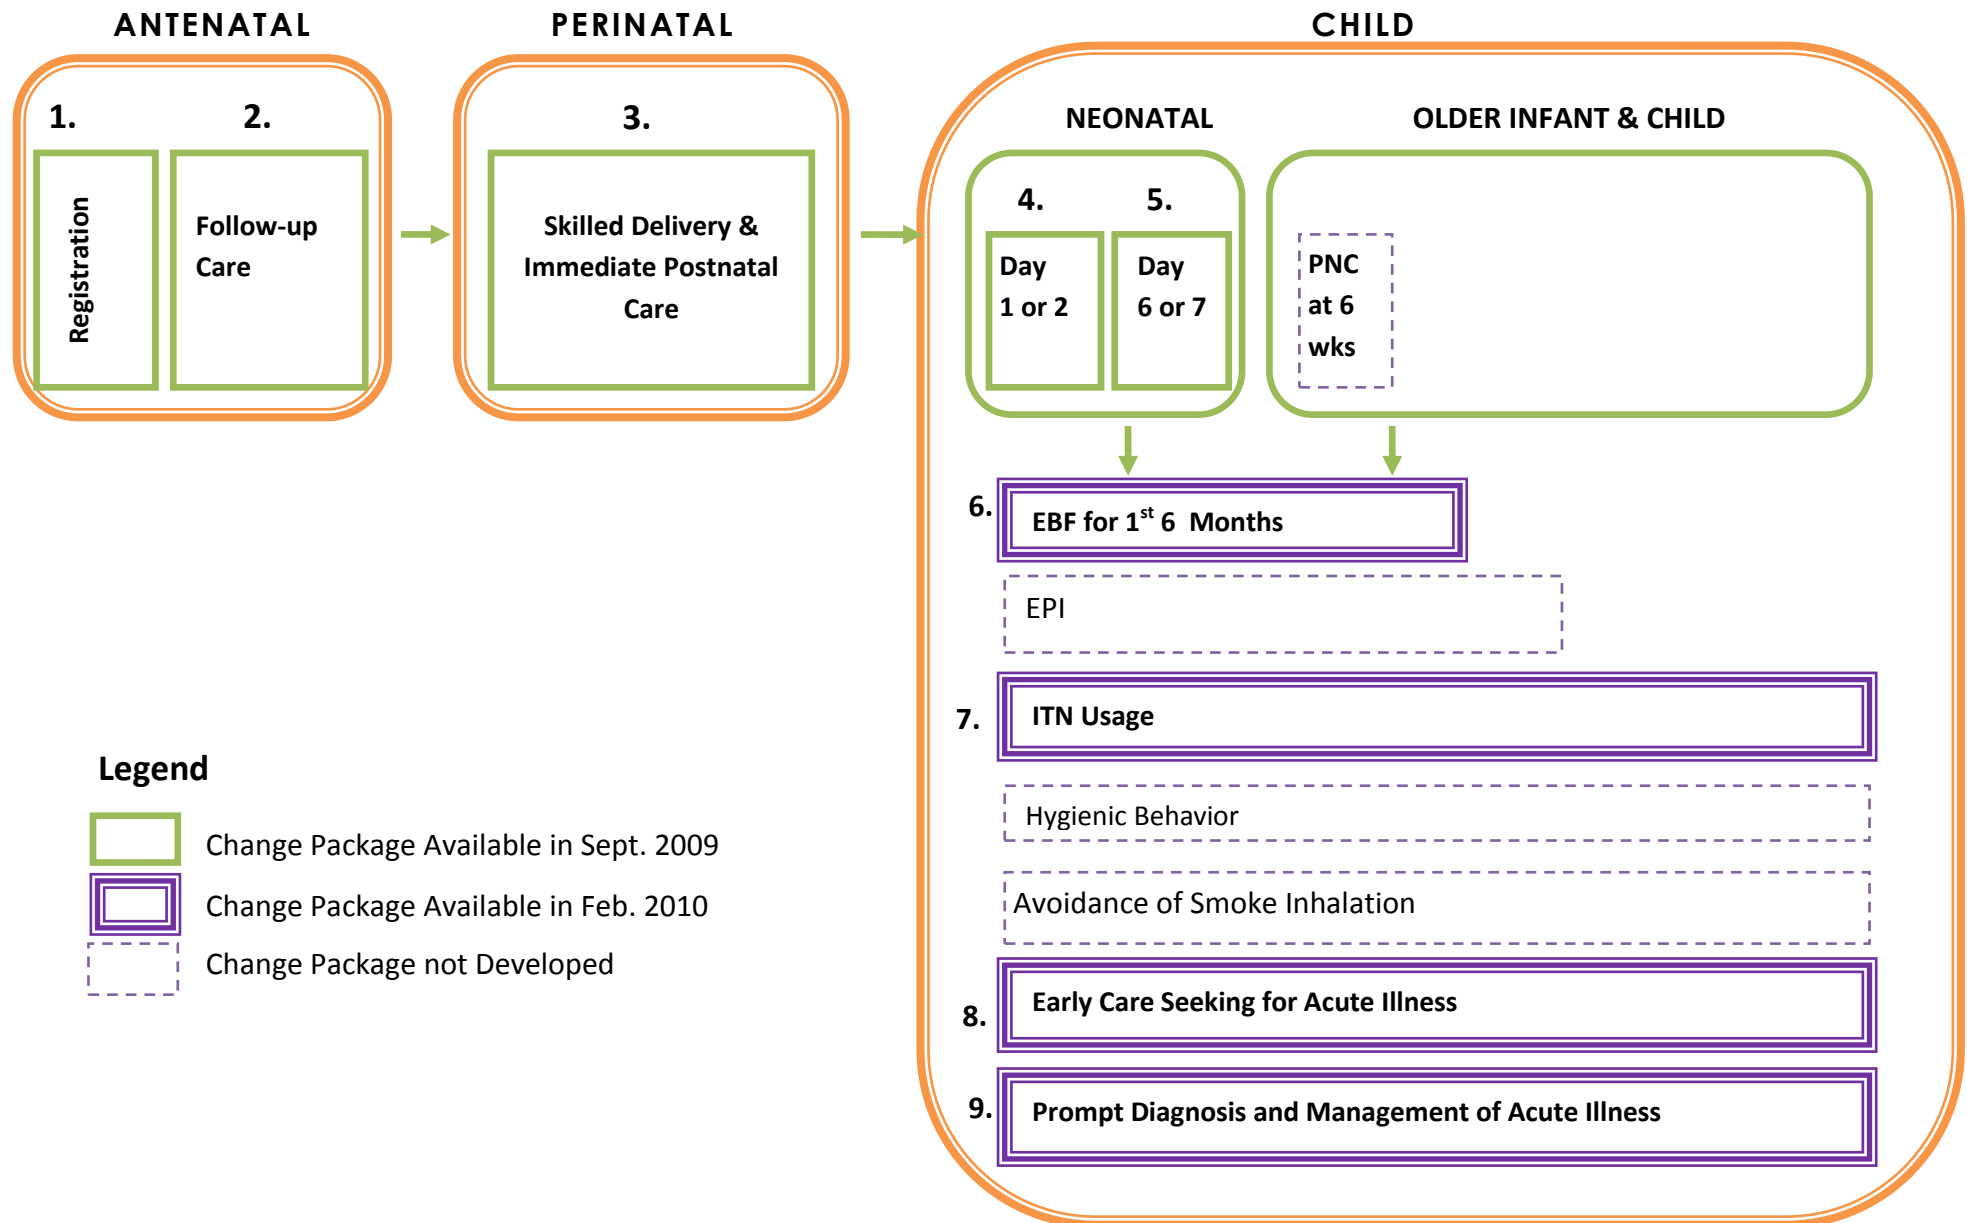 ANTENATAL
PERINATAL
CHILD
1.
2.
3.
NEONATAL
OLDER INFANT & CHILD
Registration
Follow-up
Care
Skilled Delivery &
Immediate Postnatal
Care
4.
5.
Day
1 or 2
Day
6 or 7
PNC
at 6
wks
6.
EBF for 1st 6 Months
EPI
7.
ITN Usage
Hygienic Behavior
Avoidance of Smoke Inhalation
8.
Early Care Seeking for Acute Illness
9.
Prompt Diagnosis and Management of Acute Illness
Legend
Change Package Available in Sept. 2009
Change Package Available in Feb. 2010
Change Package not Developed